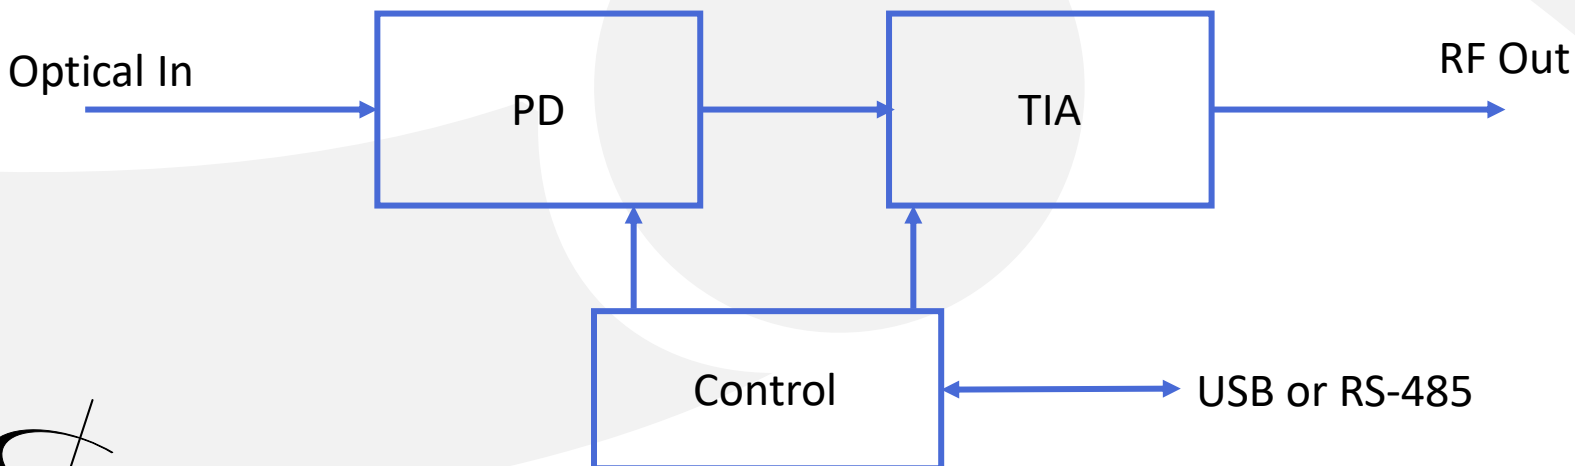 Optical In
PD
TIA
RF Out
Control
USB or RS-485